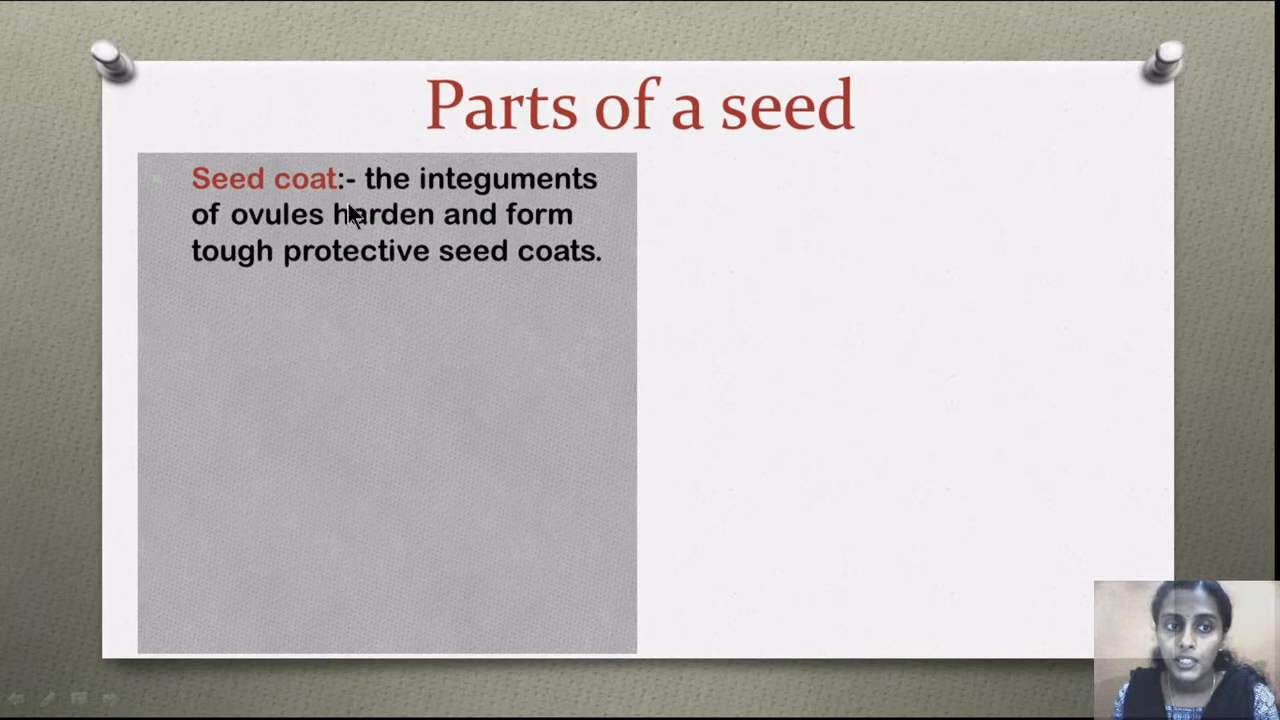 Parts of a seed
Seed coat:- the integuments
of ovules harden and form
tough protective seed coats.